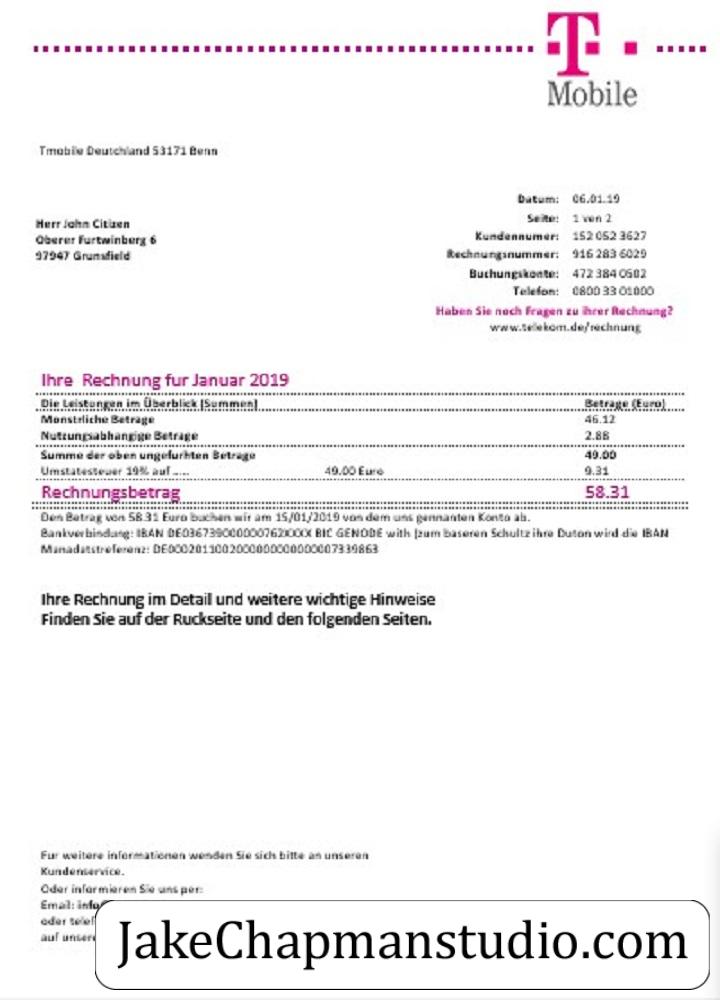 T
Mobile
Tmobile Deutchland 53171 Benn
Datum: 06.01.19
Seite: 1 ven 2
Herr John Citizen
Oberer Furtwinberg 6
97947 Grunsfield
Kundennumer: 152 052 3627
Rechnungsnummer: 916 283 6029
Buchungskonte: 472 384 0502
Telefon: 0800 33 01000
Haben Sie noch Fragen zu ihrer Rechnung?
www.telekom.de/rechnung
Ihre Rechnung fur Januar 2019
Die Leistungen im Überblick (Summen) Betrage (Euro)
Monstrliche Betrage 46.12
Nutzungsabhangige Betrage 2.88
Summe der oben ungefurhten Betrage 49.00
Umstatesteuer 19% auf ..... 49.00 Euro 9.31
Rechnungsbetrag 58.31
Den Betrag von 58.31 Euro buchen wir am 15/01/2019 von dem uns gennanten Konto ab.
Bankverbindung: IBAN BIC GENODE with (zum baseren Schultz ihre Duton wird die IBAN
Manadatstreferenz:
Ihre Rechnung im Detail und weitere wichtige Hinweise
Finden Sie auf der Ruckseite und den folgenden Seiten.
Fur weitere informationen wenden Sie sich bitte an unseren
Kundenservice.
Oder informieren Sie uns per:
Email: info
oder telef
auf unsere
JakeChapmanstudio.com